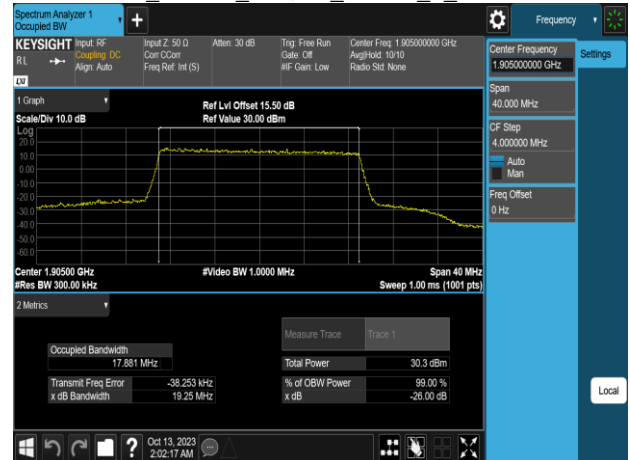 Spectrum Analyzer 1
Occupied BW
KEYSIGHT
RL
LXI
Input: RF
Coupling: DC
Align: Auto
Input Z: 50 Ω
Corr CCorr
Freq Ref: Int (S)
Atten: 30 dB
Trig: Free Run
Gate: Off
#IF Gain: Low
Center Freq: 1.905000000 GHz
Avg|Hold: 10/10
Radio Std: None
1 Graph
Scale/Div 10.0 dB
Ref Lvl Offset 15.50 dB
Ref Value 30.00 dBm
Log
20.0
10.0
0.00
-10.0
-20.0
-30.0
-40.0
-50.0
-60.0
Center 1.90500 GHz
#Res BW 300.00 kHz
#Video BW 1.0000 MHz
Span 40 MHz
Sweep 1.00 ms (1001 pts)
2 Metrics
Measure Trace
Trace 1
Occupied Bandwidth
17.881 MHz
Total Power
30.3 dBm
Transmit Freq Error
-38.253 kHz
% of OBW Power
99.00 %
x dB Bandwidth
19.25 MHz
x dB
-26.00 dB
Oct 13, 2023
2:02:17 AM
Frequency
Settings
Center Frequency
1.905000000 GHz
Span
40.000 MHz
CF Step
4.000000 MHz
Auto
Man
Freq Offset
0 Hz
Local